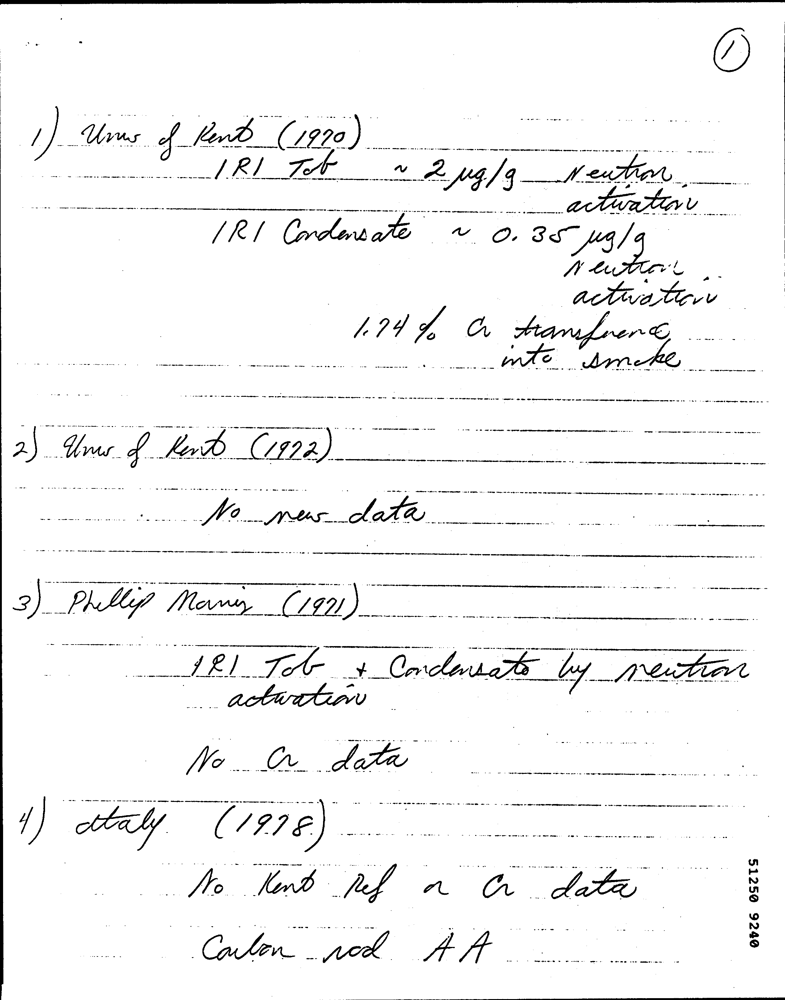 ①
1) Univ of Kent (1970)
1R1 Tob ~ 2 µg/g Neutron
activation
1R1 Condensate ~ 0.35 µg/g
Neutron
activation
1.74 % Cr transference
into smoke
2) Univ of Kent (1972)
No new data
3) Phillip Morris (1971)
1R1 Tob + Condensate by neutron
activation
No Cr data
4) Italy (1978)
No Kent Ref or Cr data
Carbon rod AA
51250 9240